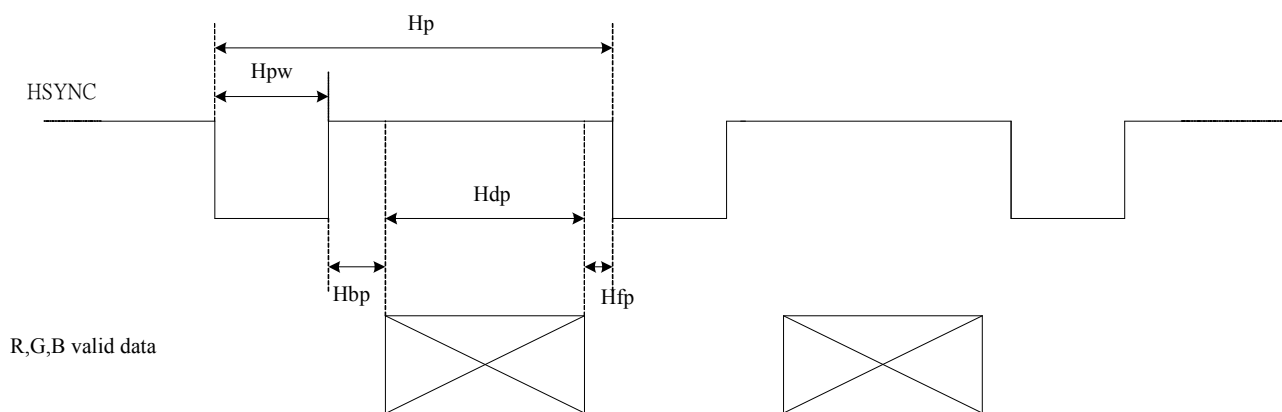 Hp
Hpw
HSYNC
Hdp
Hbp
Hfp
R,G,B valid data